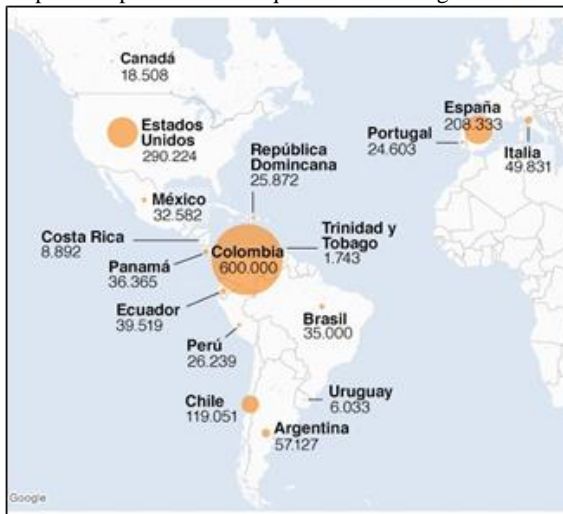 Canadá
18.508
Estados
Unidos
290.224
República
Domincana
25.872
España
208.333
Portugal
24.603
Italia
49.831
México
32.582
Costa Rica
8.892
Panamá
36.365
Colombia
600.000
Trinidad y
Tobago
1.743
Ecuador
39.519
Brasil
35.000
Perú
26.239
Chile
119.051
Uruguay
6.033
Argentina
57.127
Google